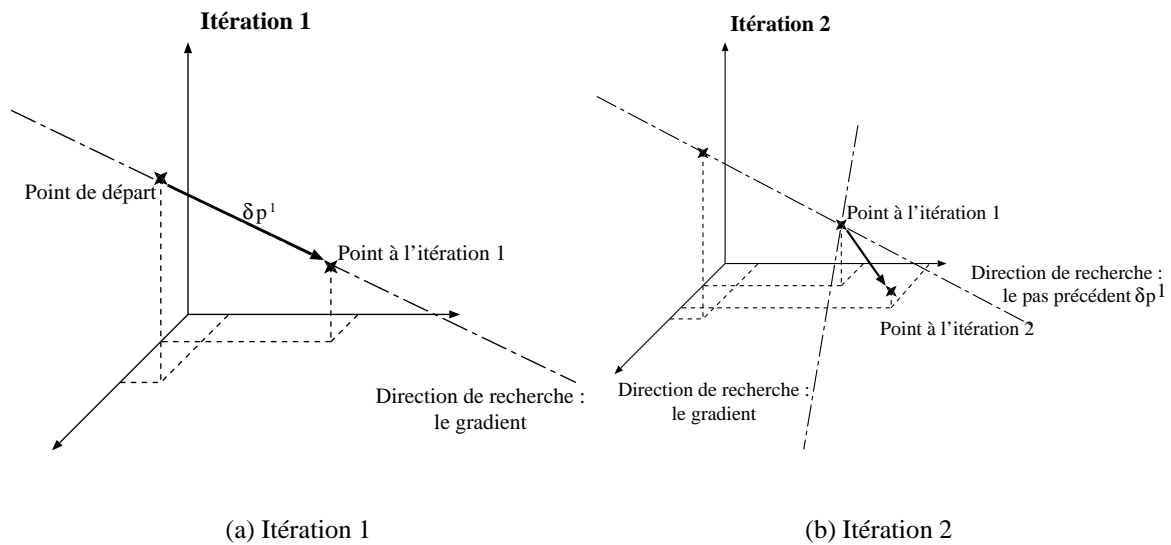 Itération 1
Point de départ
δp¹
Point à l’itération 1
Direction de recherche :
le gradient
(a) Itération 1
Itération 2
Point à l’itération 1
Direction de recherche :
le pas précédent δp¹
Point à l’itération 2
Direction de recherche :
le gradient
(b) Itération 2